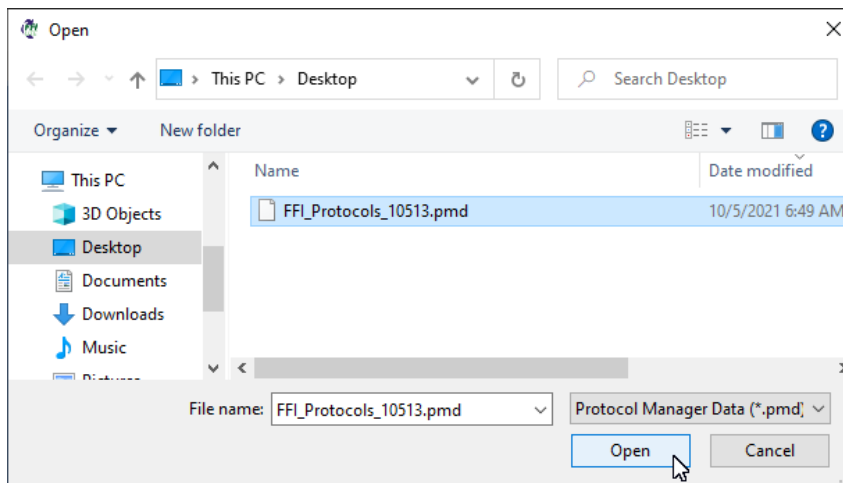 Open
This PC > Desktop
Search Desktop
Organize
New folder
Name
Date modified
This PC
3D Objects
FFI_Protocols_10513.pmd
10/5/2021 6:49 AM
Desktop
Documents
Downloads
Music
File name:
FFI_Protocols_10513.pmd
Protocol Manager Data (*.pmd)
Open
Cancel